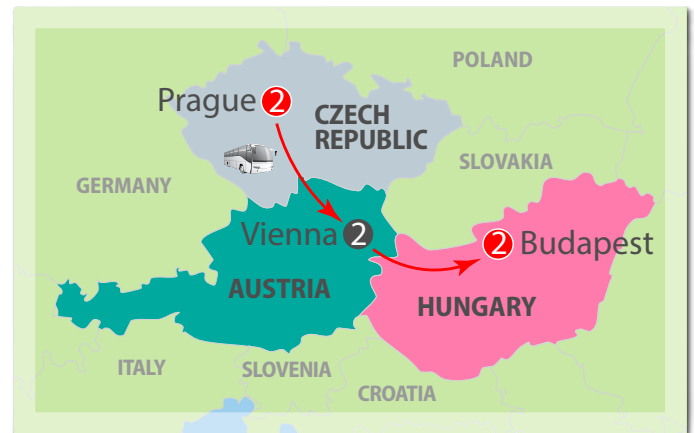 POLAND
Prague 2
CZECH
REPUBLIC
SLOVAKIA
GERMANY
Vienna 2
2 Budapest
AUSTRIA
HUNGARY
ITALY
SLOVENIA
CROATIA